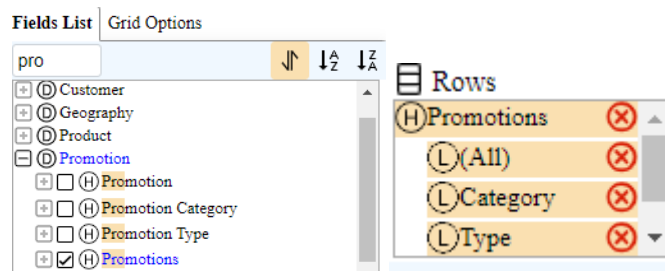 Fields List Grid Options
pro
A
Z
Z
A
D Customer
D Geography
D Product
D Promotion
H Promotion
H Promotion Category
H Promotion Type
H Promotions
Rows
H Promotions
L (All)
L Category
L Type